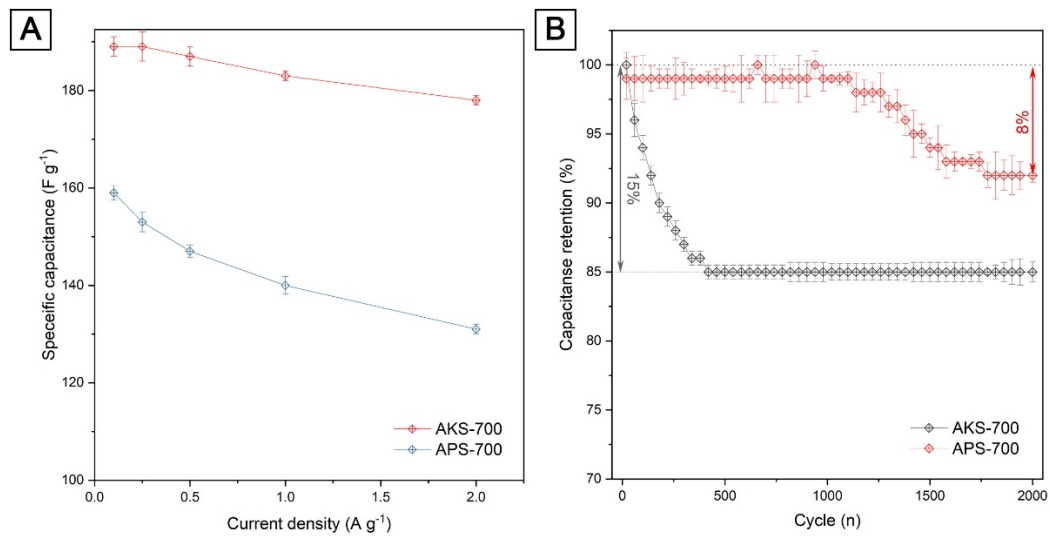 A
Speceific capacitance (F g⁻¹)
180
160
140
120
100
0.0
0.5
1.0
1.5
2.0
Current density (A g⁻¹)
AKS-700
APS-700
B
Capacitanse retention (%)
100
95
90
85
80
75
70
15%
8%
0
500
1000
1500
2000
Cycle (n)
AKS-700
APS-700